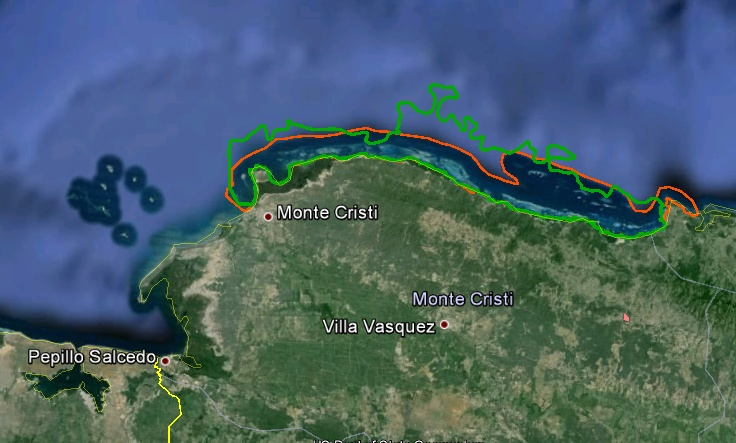 Monte Cristi
Monte Cristi
Villa Vasquez
Pepillo Salcedo